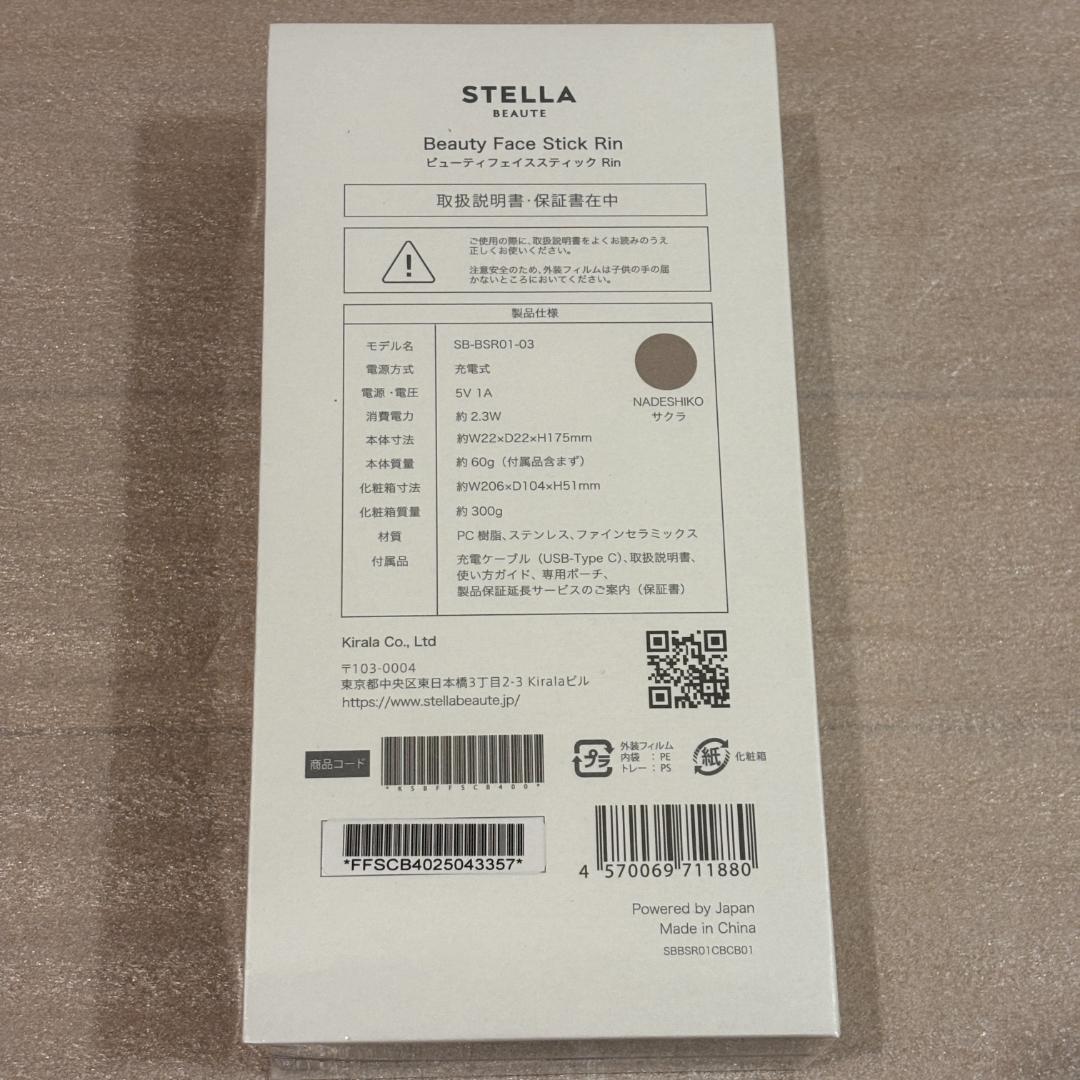 STELLA
BEAUTE
Beauty Face Stick Rin
ビューティフェイススティック Rin
取扱説明書・保証書在中
ご使用の際に、取扱説明書をよくお読みのうえ
正しくお使いください。
注意安全のため、外装フィルムは子供の手の届
かないところにおいてください。
製品仕様
モデル名 SB-BSR01-03
電源方式 充電式
電源・電圧 5V 1A
消費電力 約 2.3W
本体寸法 約W22×D22×H175mm
本体質量 約 60g（付属品含まず）
化粧箱寸法 約W206×D104×H51mm
化粧箱質量 約 300g
材質 PC 樹脂、ステンレス、ファインセラミックス
付属品 充電ケーブル（USB-Type C）、取扱説明書、
使い方ガイド、専用ポーチ、
製品保証延長サービスのご案内（保証書）
NADESHIKO
サクラ
Kirala Co., Ltd
〒103-0004
東京都中央区東日本橋3丁目2-3 Kiralaビル
https://www.stellabeaute.jp/
商品コード
*KSBFFSCB400*
プラ
外装フィルム
内袋 : PE
トレー : PS
紙
化粧箱
*FFSCB4025043357*
4 570069 711880
Powered by Japan
Made in China
SBBSR01CBCB01